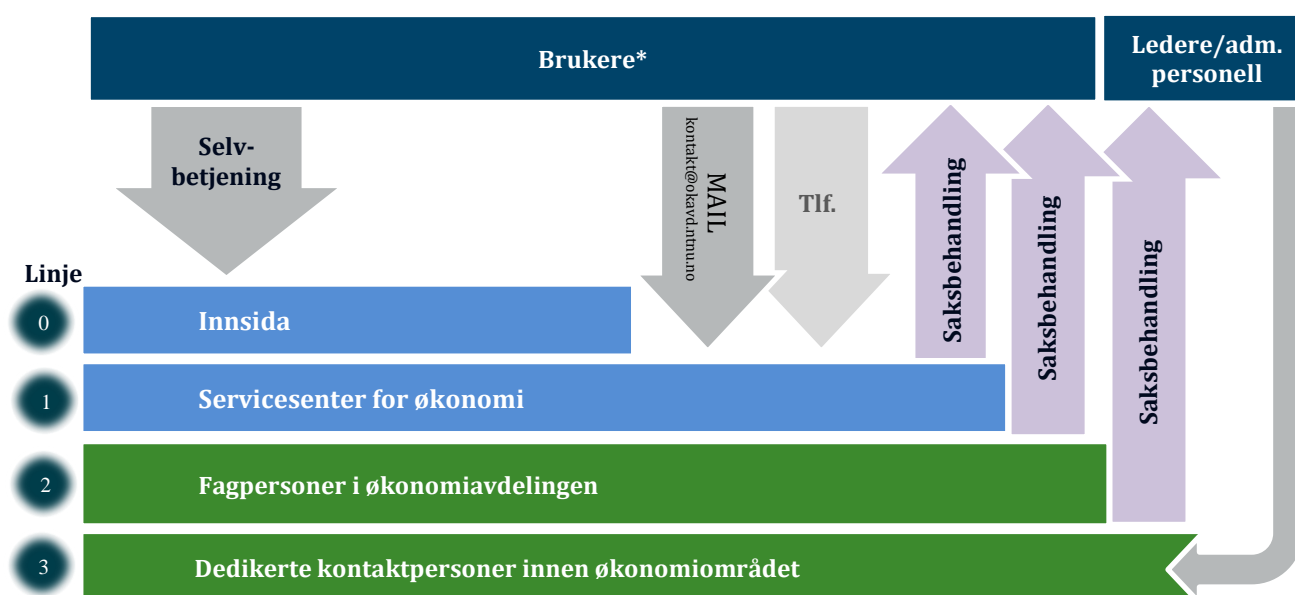 Brukere*
Ledere/adm.
personell
Selv-
betjening
MAIL
kontakt@okavd.ntnu.no
Tlf.
Saksbehandling
Saksbehandling
Saksbehandling
Linje
0
Innsida
1
Servicesenter for økonomi
2
Fagpersoner i økonomiavdelingen
3
Dedikerte kontaktpersoner innen økonomiområdet